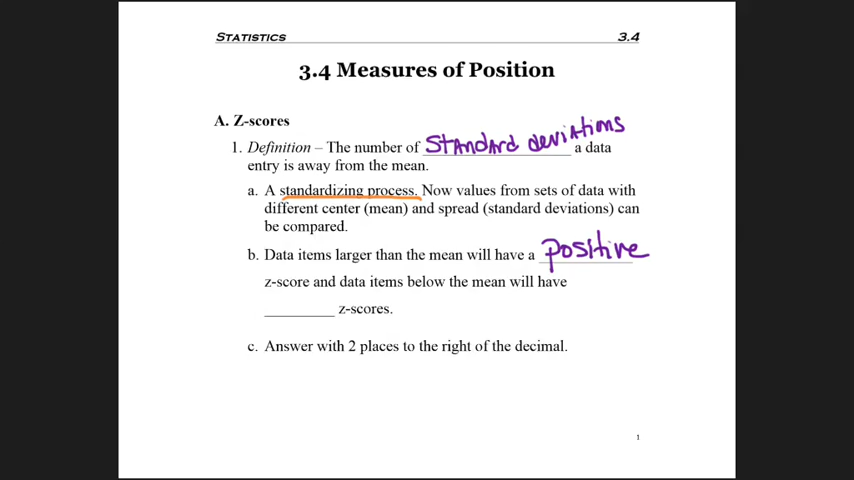 STATISTICS 3.4
3.4 Measures of Position
A. Z-scores
1. Definition – The number of Standard deviations a data
entry is away from the mean.
a. A standardizing process. Now values from sets of data with
different center (mean) and spread (standard deviations) can
be compared.
b. Data items larger than the mean will have a positive
z-score and data items below the mean will have
________ z-scores.
c. Answer with 2 places to the right of the decimal.
1